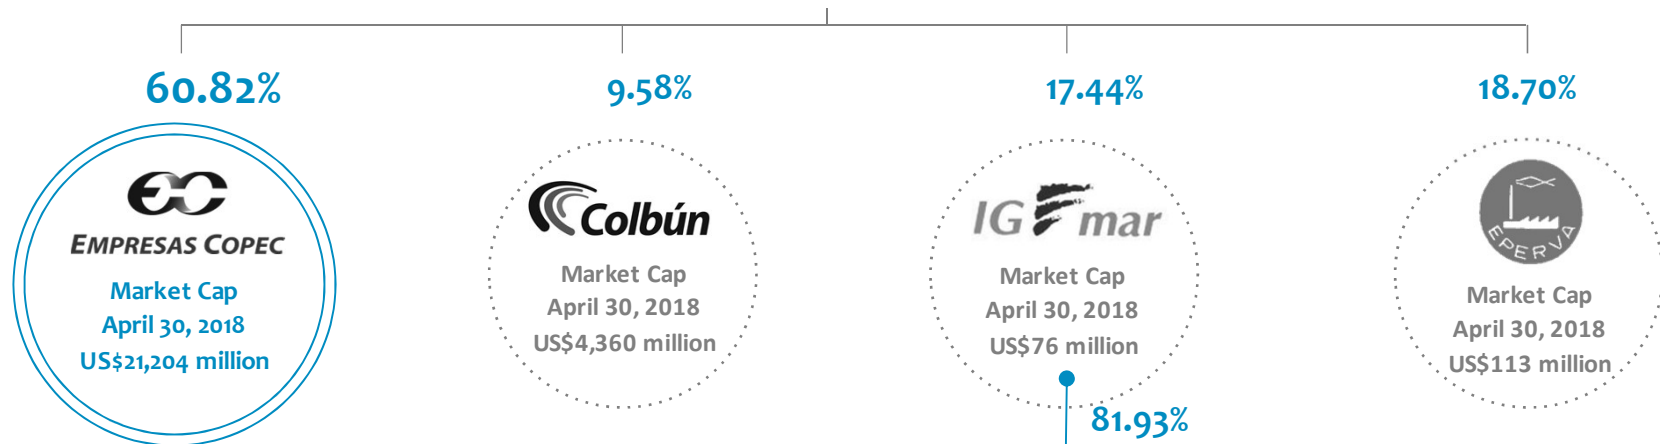 60.82%
9.58%
17.44%
18.70%
EC
EMPRESAS COPEC
Market Cap
April 30, 2018
US$21,204 million
Colbún
Market Cap
April 30, 2018
US$4,360 million
IG mar
Market Cap
April 30, 2018
US$76 million
EPERVA
Market Cap
April 30, 2018
US$113 million
81.93%